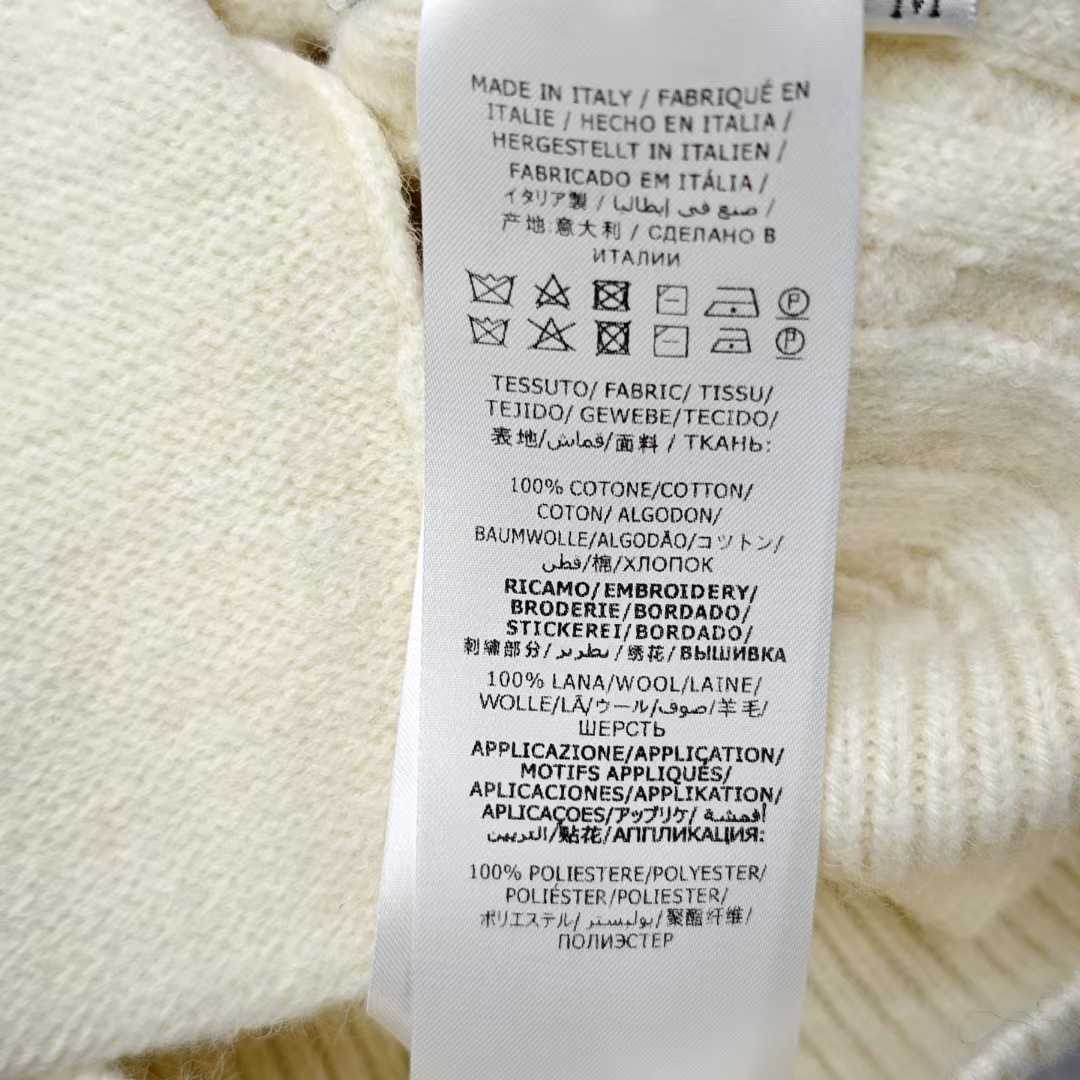 M
MADE IN ITALY / FABRIQUÉ EN
ITALIE / HECHO EN ITALIA /
HERGESTELLT IN ITALIEN /
FABRICADO EM ITÁLIA /
イタリア製 / صنع في إيطاليا /
产地:意大利 / СДЕЛАНО В
ИТАЛИИ
P
P
TESSUTO/ FABRIC/ TISSU/
TEJIDO/ GEWEBE/TECIDO/
表地/قماش/面料 / ТКАНЬ:
100% COTONE/COTTON/
COTON/ ALGODON/
BAUMWOLLE/ALGODÃO/コットン/
قطن/棉/ХЛОПОК
RICAMO/EMBROIDERY/
BRODERIE/BORDADO/
STICKEREI/BORDADO/
刺繍部分/ تطريز / 绣花/ ВЫШИВКА
100% LANA/WOOL/LAINE/
WOLLE/LÃ/ウール/صوف/羊毛/
ШЕРСТЬ
APPLICAZIONE/APPLICATION/
MOTIFS APPLIQUÉS/
APLICACIONES/APPLIKATION/
APLICAÇOES/アップリケ/ أقمشة
التزيين/贴花/АППЛИКАЦИЯ:
100% POLIESTERE/POLYESTER/
POLIÉSTER/POLIESTER/
ポリエステル/بوليستر/聚酯纤维/
ПОЛИЭСТЕР